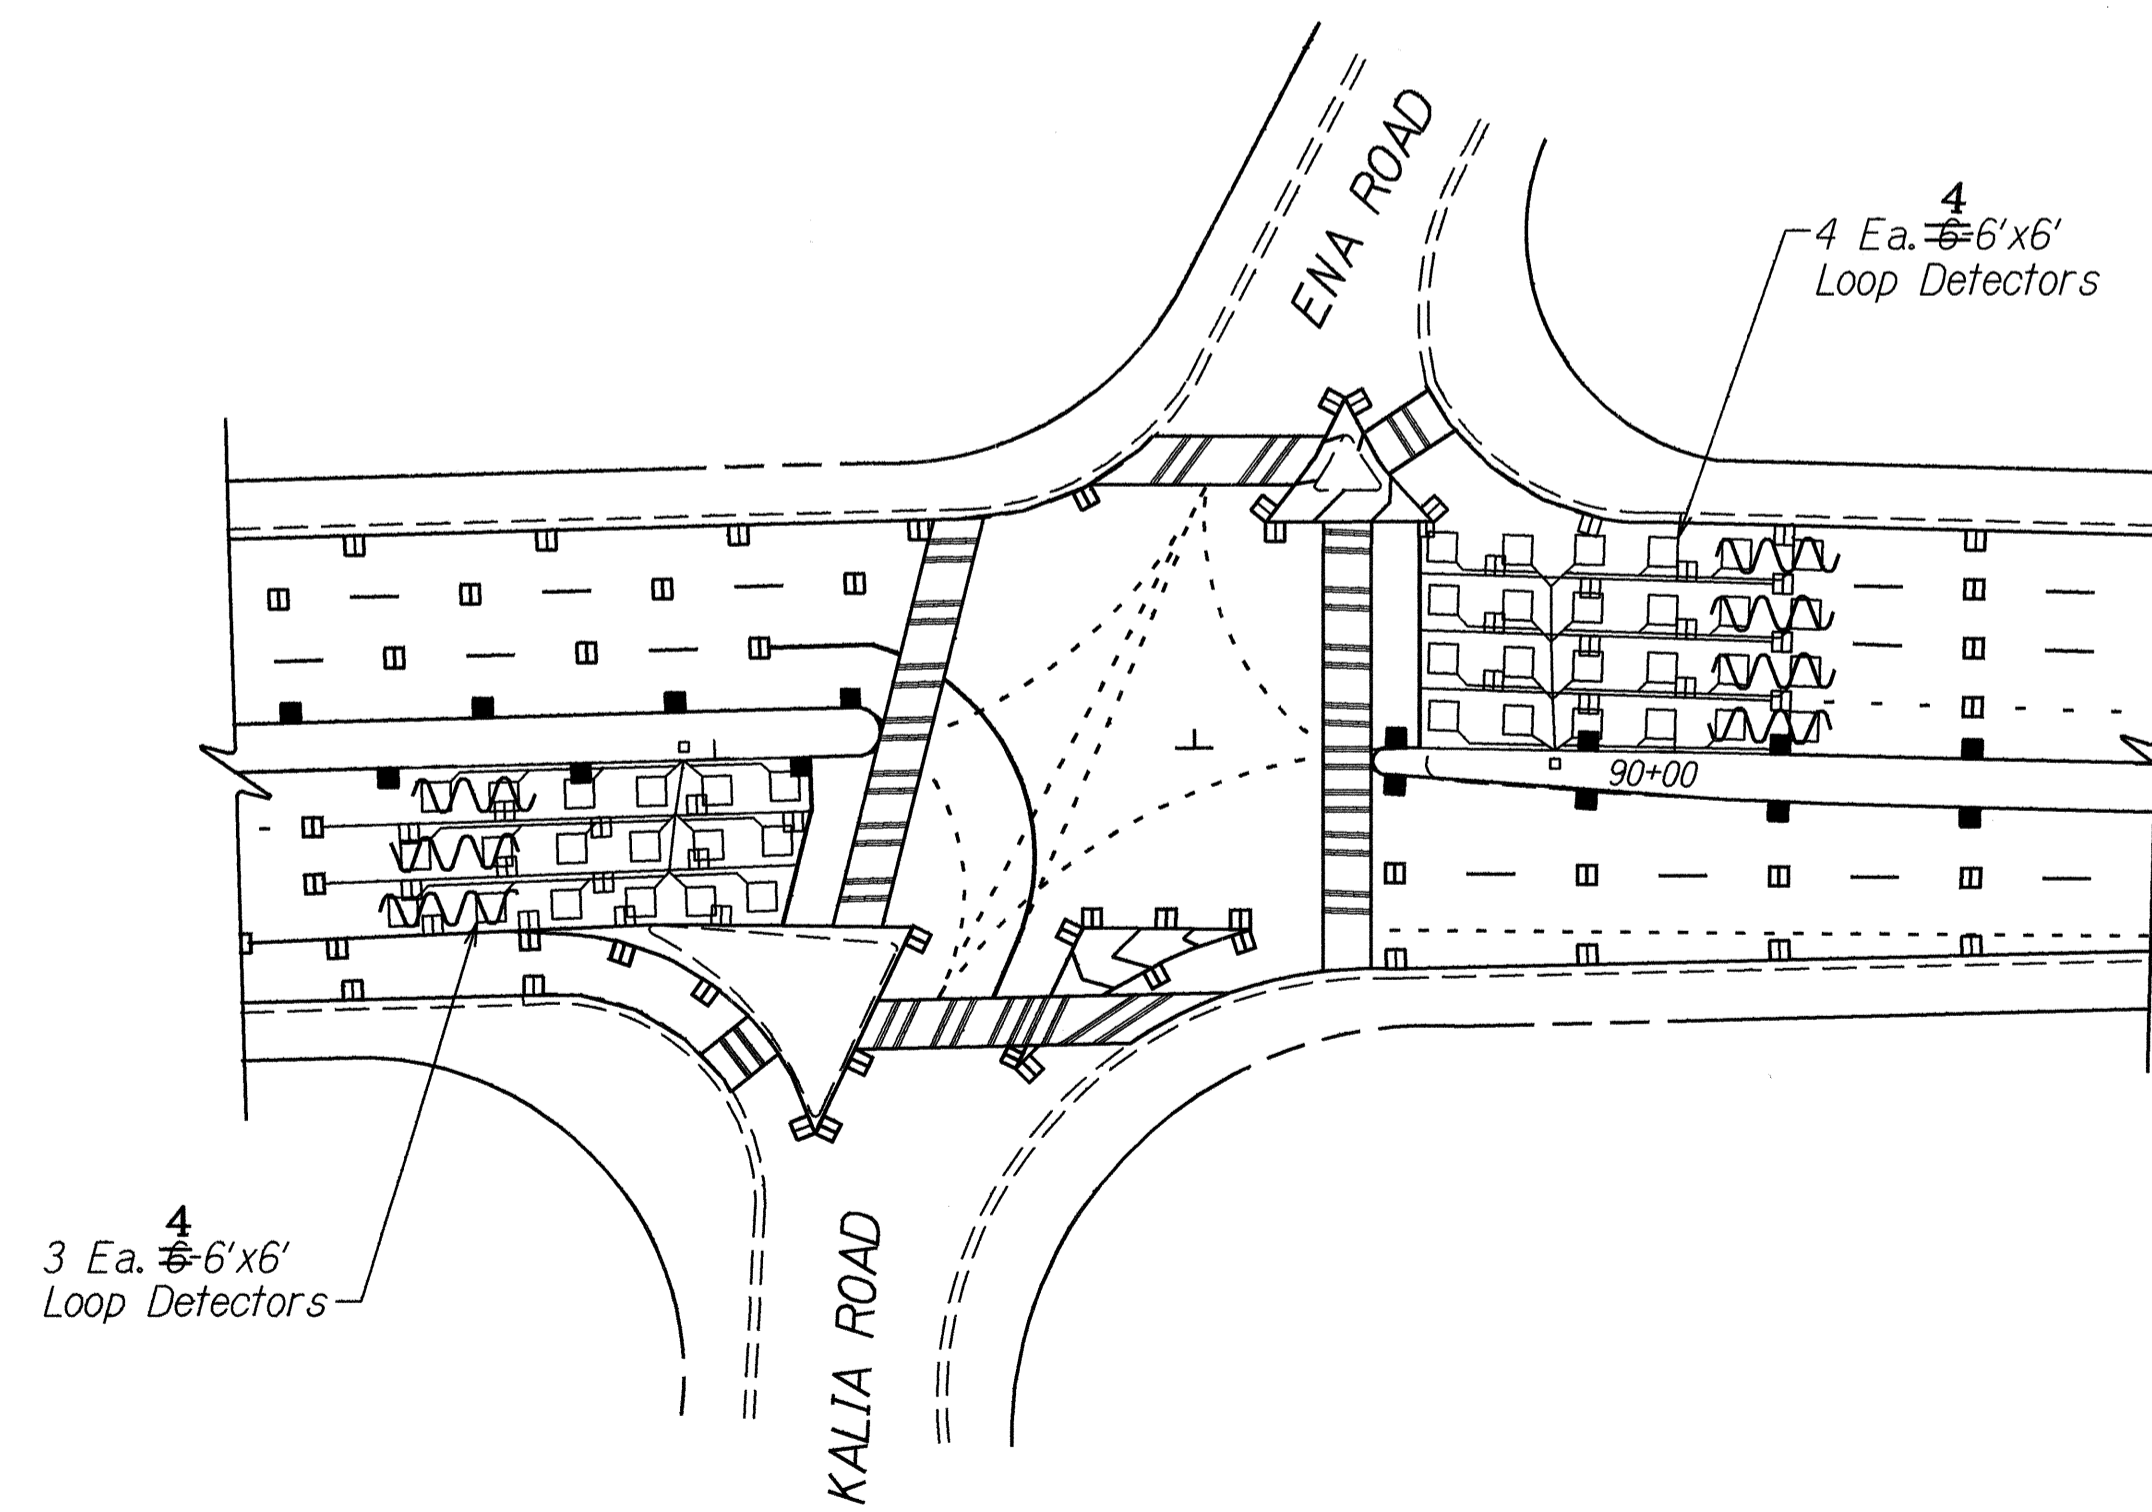 ENA ROAD
4
4 Ea. 6-6'x6'
Loop Detectors
90+00
4
3 Ea. 6-6'x6'
Loop Detectors
KALIA ROAD